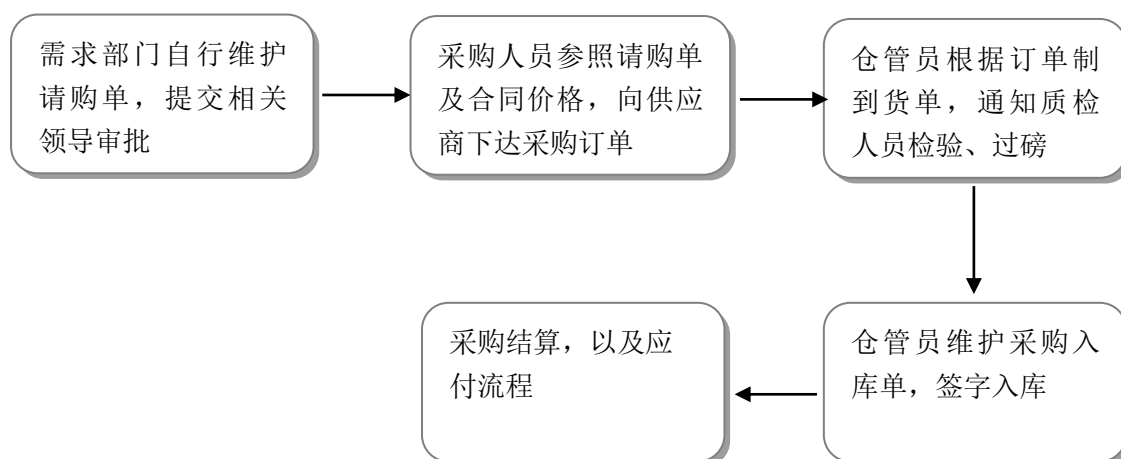 需求部门自行维护
请购单，提交相关
领导审批
采购人员参照请购单
及合同价格，向供应
商下达采购订单
仓管员根据订单制
到货单，通知质检
人员检验、过磅
仓管员维护采购入
库单，签字入库
采购结算，以及应
付流程